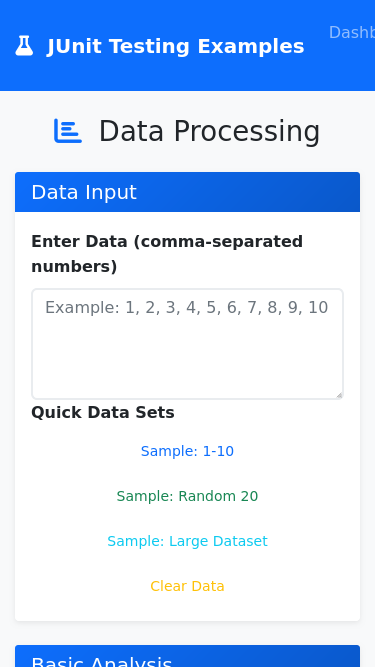 JUnit Testing Examples
Dashb
Data Processing
Data Input
Enter Data (comma-separated
numbers)
Example: 1, 2, 3, 4, 5, 6, 7, 8, 9, 10
Quick Data Sets
Sample: 1-10
Sample: Random 20
Sample: Large Dataset
Clear Data
Basic Analysis